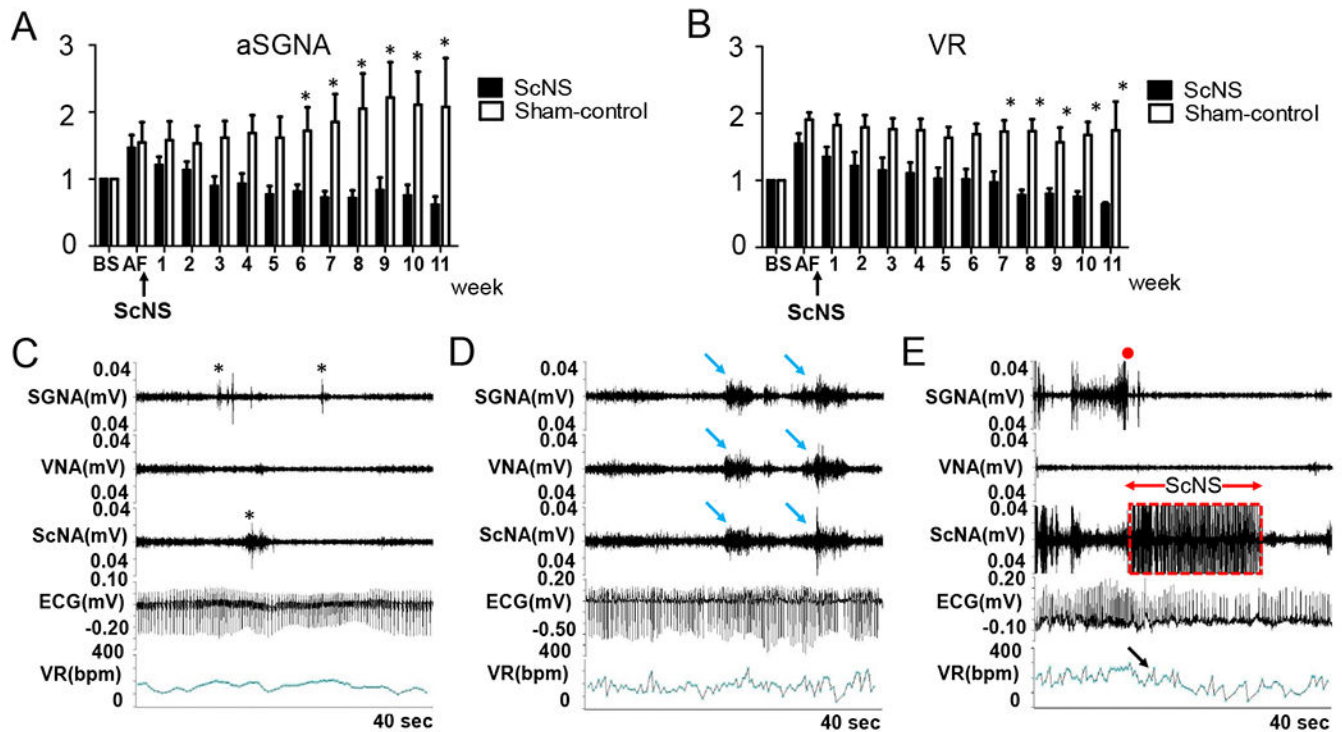 A
aSGNA
3
2
1
0
ScNS
Sham-control
* * * * * *
BS AF 1 2 3 4 5 6 7 8 9 10 11
week
ScNS
B
VR
3
2
1
0
ScNS
Sham-control
* * * * *
BS AF 1 2 3 4 5 6 7 8 9 10 11
week
ScNS
C
0.04
SGNA(mV)
0.04
* *
0.04
VNA(mV)
0.04
0.04
ScNA(mV)
0.04
*
0.10
ECG(mV)
-0.20
400
VR(bpm)
0
40 sec
D
0.04
SGNA(mV)
0.04
0.04
VNA(mV)
0.04
0.04
ScNA(mV)
0.04
0.20
ECG(mV)
-0.50
400
VR(bpm)
0
40 sec
E
0.04
SGNA(mV)
0.04
0.04
VNA(mV)
0.04
ScNS
0.04
ScNA(mV)
0.04
0.20
ECG(mV)
-0.10
400
VR(bpm)
0
40 sec